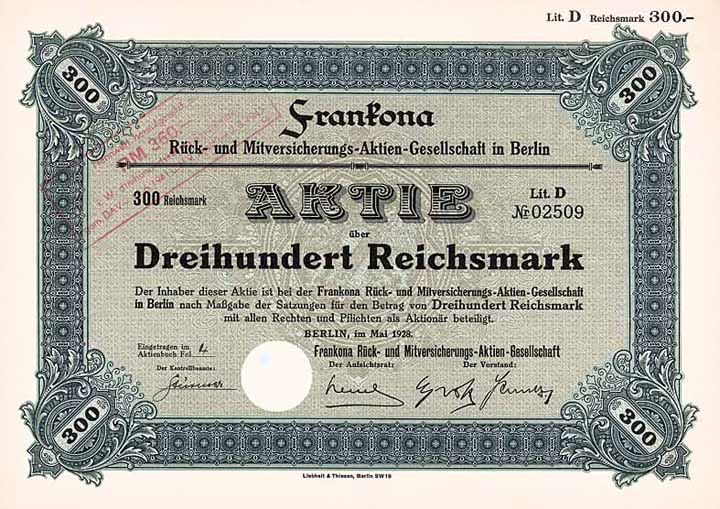 Lit. D Reichsmark 300.–
300 300
Frankona
Rück- und Mitversicherungs-Aktien-Gesellschaft in Berlin
RM 360.–
300 Reichsmark AKTIE Lit. D
№ 02509
über
Dreihundert Reichsmark
Der Inhaber dieser Aktie ist bei der Frankona Rück- und Mitversicherungs-Aktien-Gesellschaft
in Berlin nach Maßgabe der Satzungen für den Betrag von Dreihundert Reichsmark
mit allen Rechten und Pflichten als Aktionär beteiligt.
BERLIN, im Mai 1928.
Eingetragen im
Aktienbuch Fol. 4
Frankona Rück- und Mitversicherungs-Aktien-Gesellschaft
Der Kontrollbeamte: Der Aufsichtsrat: Der Vorstand:
300 300
Liebheit & Thiesen, Berlin SW 19